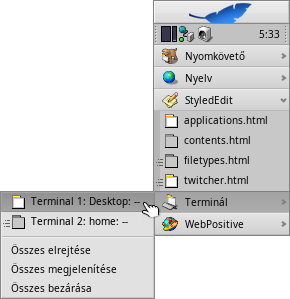 5:33
Nyomkövető
Nyelv
StyledEdit
applications.html
contents.html
filetypes.html
twitcher.html
Terminál
WebPositive
Terminal 1: Desktop: --
Terminal 2: home: --
Összes elrejtése
Összes megjelenítése
Összes bezárása